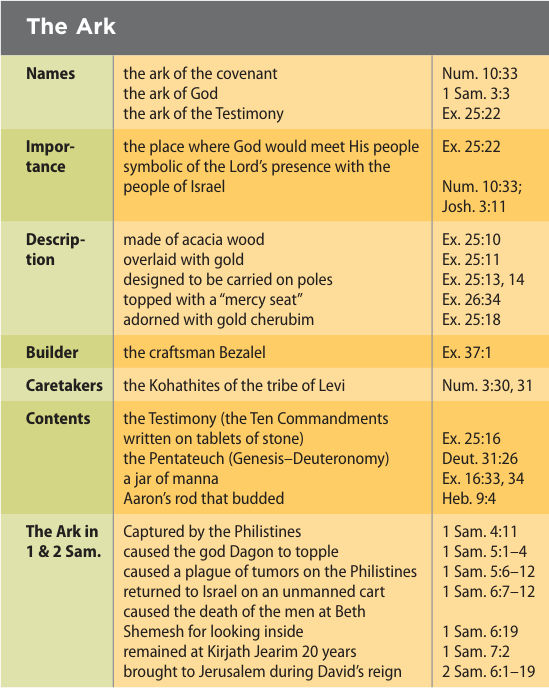 The Ark
Names the ark of the covenant Num. 10:33
the ark of God 1 Sam. 3:3
the ark of the Testimony Ex. 25:22
Impor- the place where God would meet His people Ex. 25:22
tance symbolic of the Lord’s presence with the
people of Israel Num. 10:33;
Josh. 3:11
Descrip- made of acacia wood Ex. 25:10
tion overlaid with gold Ex. 25:11
designed to be carried on poles Ex. 25:13, 14
topped with a “mercy seat” Ex. 26:34
adorned with gold cherubim Ex. 25:18
Builder the craftsman Bezalel Ex. 37:1
Caretakers the Kohathites of the tribe of Levi Num. 3:30, 31
Contents the Testimony (the Ten Commandments
written on tablets of stone) Ex. 25:16
the Pentateuch (Genesis–Deuteronomy) Deut. 31:26
a jar of manna Ex. 16:33, 34
Aaron’s rod that budded Heb. 9:4
The Ark in Captured by the Philistines 1 Sam. 4:11
1 & 2 Sam. caused the god Dagon to topple 1 Sam. 5:1–4
caused a plague of tumors on the Philistines 1 Sam. 5:6–12
returned to Israel on an unmanned cart 1 Sam. 6:7–12
caused the death of the men at Beth
Shemesh for looking inside 1 Sam. 6:19
remained at Kirjath Jearim 20 years 1 Sam. 7:2
brought to Jerusalem during David’s reign 2 Sam. 6:1–19